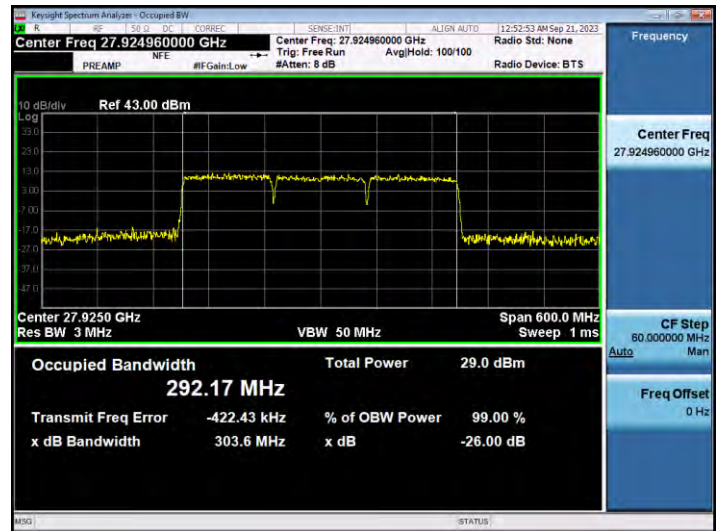 Keysight Spectrum Analyzer - Occupied BW
R RF 50 Ω DC CORREC SENSE:INT ALIGN AUTO 12:52:53 AM Sep 21, 2023
Center Freq 27.924960000 GHz
Center Freq: 27.924960000 GHz
Radio Std: None
Frequency
NFE
Trig: Free Run Avg|Hold: 100/100
PREAMP #IFGain:Low #Atten: 8 dB Radio Device: BTS
10 dB/div Ref 43.00 dBm
Log
33.0
23.0
13.0
3.00
-7.00
-17.0
-27.0
-37.0
-47.0
Center 27.9250 GHz Span 600.0 MHz
Res BW 3 MHz VBW 50 MHz Sweep 1 ms
Occupied Bandwidth Total Power 29.0 dBm
292.17 MHz
Transmit Freq Error -422.43 kHz % of OBW Power 99.00 %
x dB Bandwidth 303.6 MHz x dB -26.00 dB
Center Freq
27.924960000 GHz
CF Step
60.000000 MHz
Auto Man
Freq Offset
0 Hz
MSG STATUS